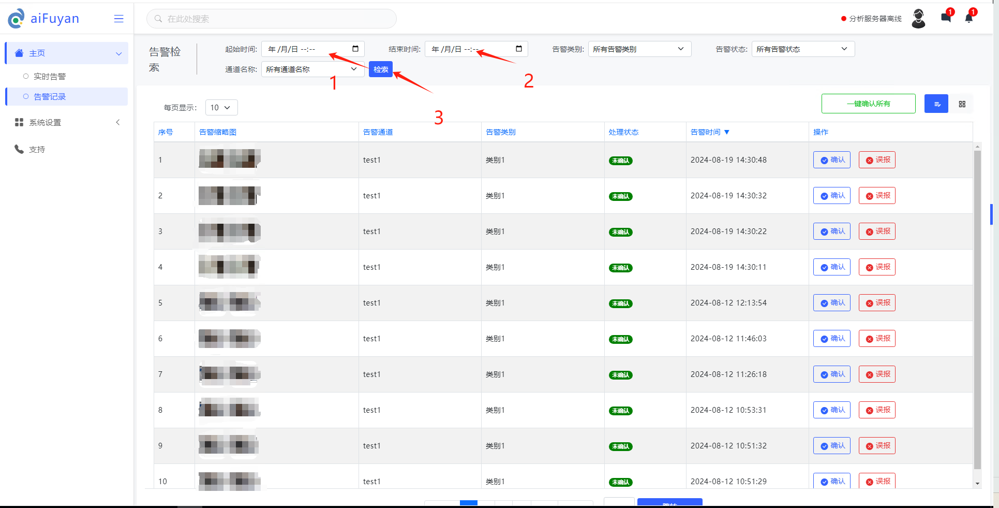 aiFuyan
在此处搜索
分析服务器离线
1
1
主页
实时告警
告警记录
系统设置
支持
告警检
索
起始时间:
年 /月/日 --:--
结束时间:
年 /月/日 --:--
告警类别:
所有告警类别
告警状态:
所有告警状态
通道名称:
所有通道名称
检索
1
2
3
每页显示:
10
一键确认所有
序号 告警缩略图 告警通道 告警类别 处理状态 告警时间 ▼ 操作
1 test1 类别1 未确认 2024-08-19 14:30:48 确认 误报
2 test1 类别1 未确认 2024-08-19 14:30:32 确认 误报
3 test1 类别1 未确认 2024-08-19 14:30:22 确认 误报
4 test1 类别1 未确认 2024-08-19 14:30:11 确认 误报
5 test1 类别1 未确认 2024-08-12 12:13:54 确认 误报
6 test1 类别1 未确认 2024-08-12 11:46:03 确认 误报
7 test1 类别1 未确认 2024-08-12 11:26:18 确认 误报
8 test1 类别1 未确认 2024-08-12 10:53:31 确认 误报
9 test1 类别1 未确认 2024-08-12 10:51:32 确认 误报
10 test1 类别1 未确认 2024-08-12 10:51:29 确认 误报